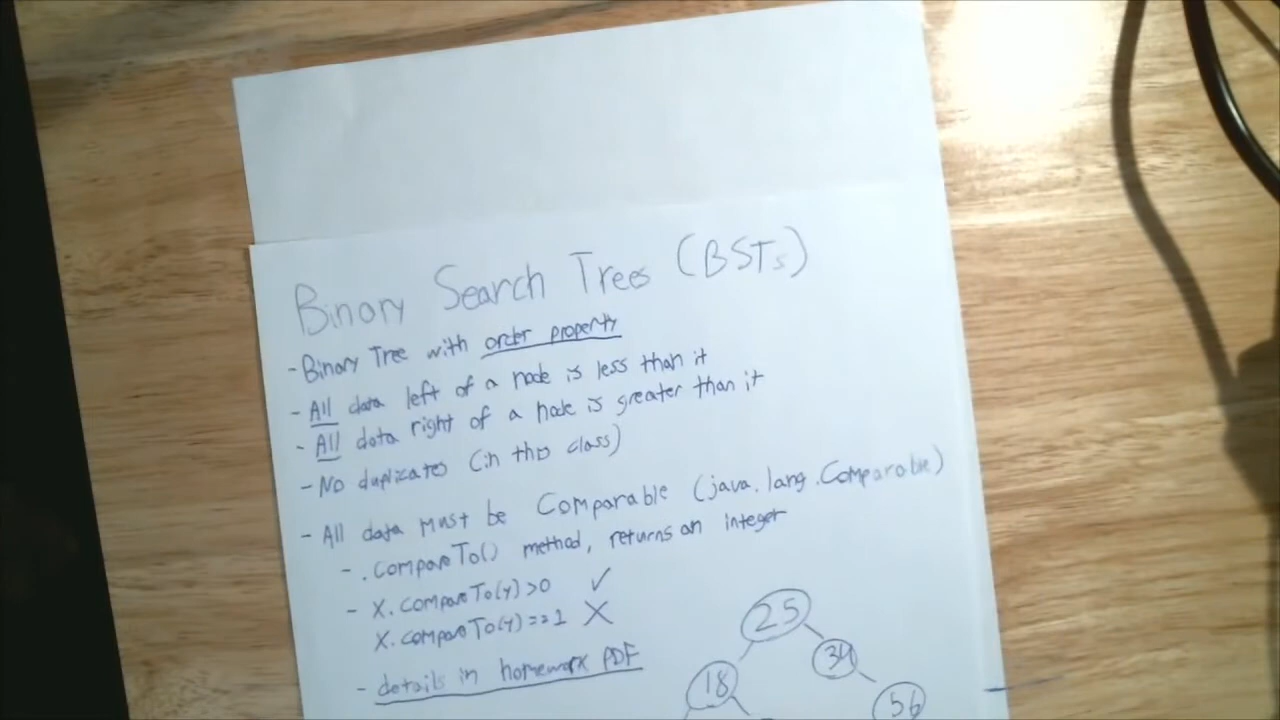 Binary Search Trees (BSTs)
- Binary Tree with order property
- All data left of a node is less than it
- All data right of a node is greater than it
- No duplicates (in this class)
- All data must be Comparable (java.lang.Comparable)
- .compareTo() method, returns an integer
- X.compareTo(Y) > 0 ✓
X.compareTo(Y) == 1 X
- details in homework PDF
25
34
18
56